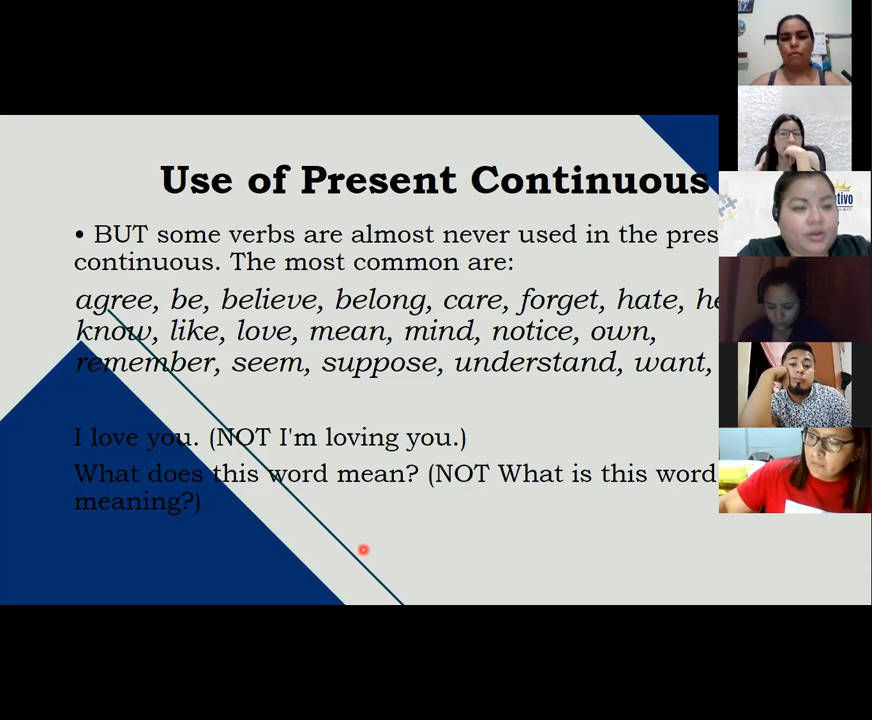 Use of Present Continuous
• BUT some verbs are almost never used in the
continuous. The most common are:
agree, be, believe, belong, care, forget, hate,
know, like, love, mean, mind, notice, own,
remember, seem, suppose, understand, want,
I love you. (NOT I'm loving you.)
What does this word mean? (NOT What is this word
meaning?)